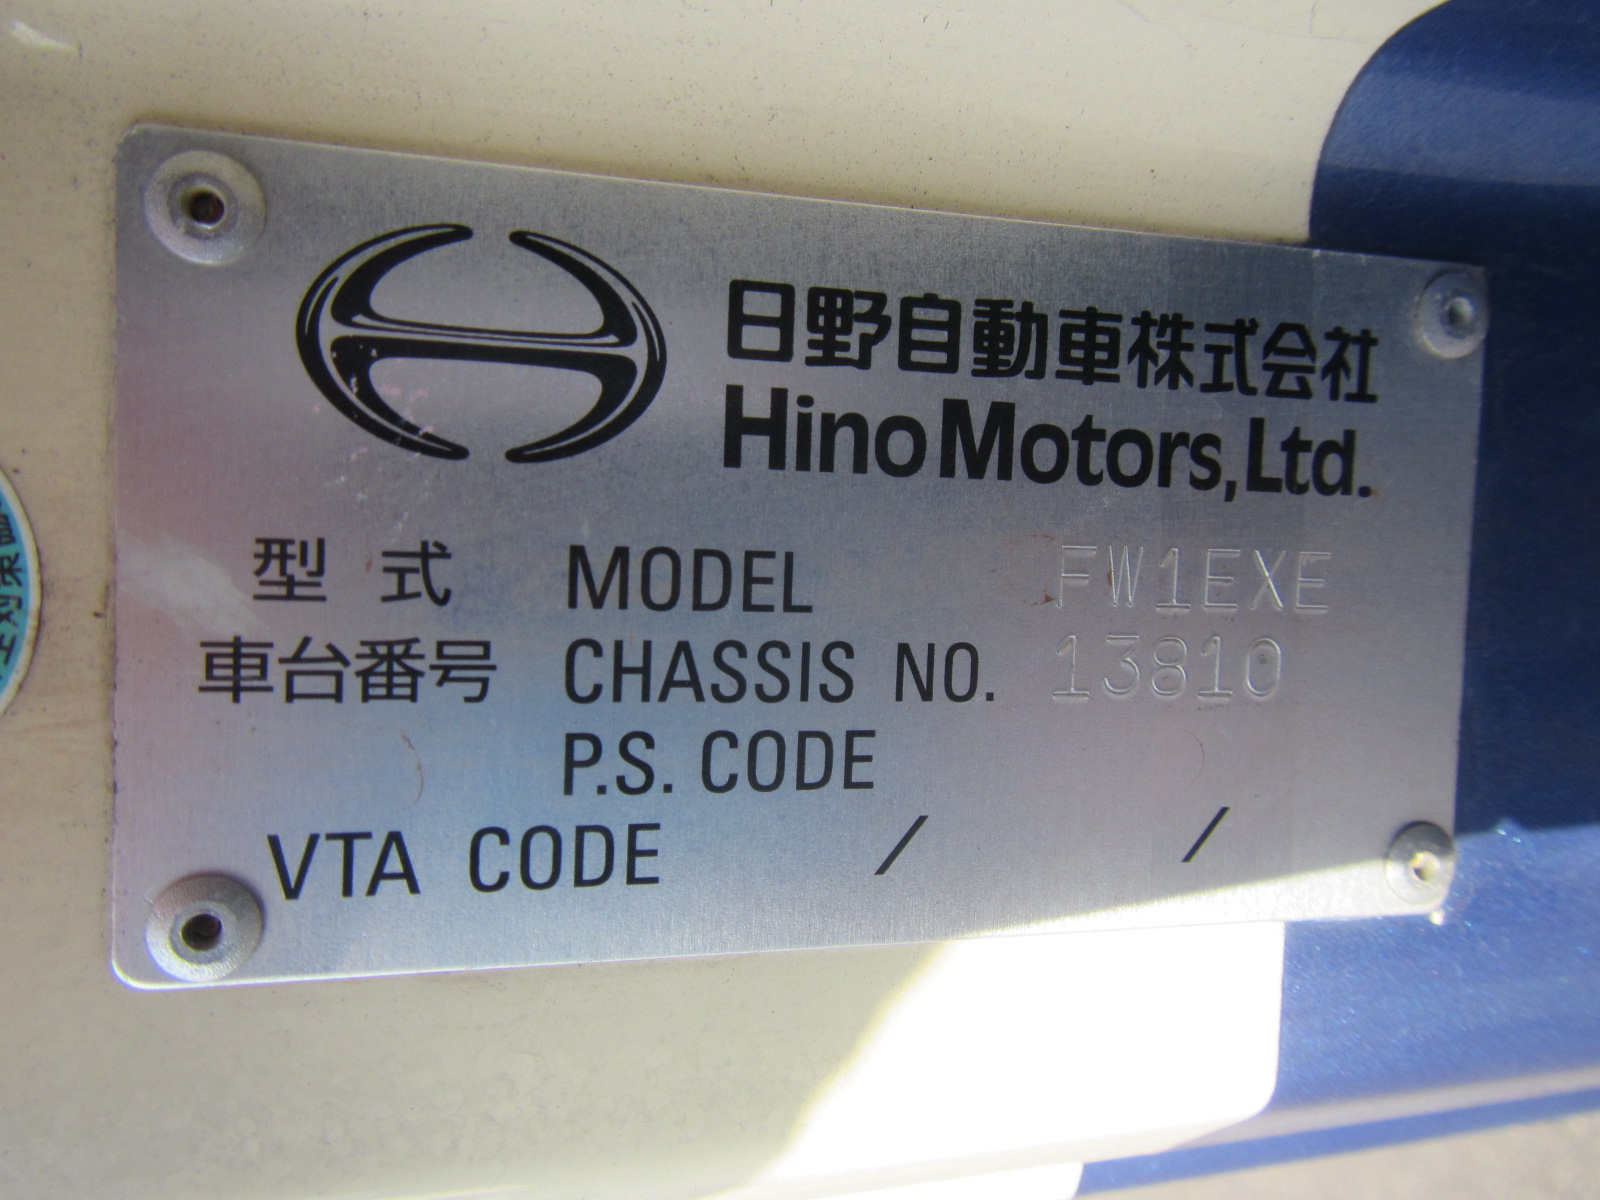 日野自動車株式会社
Hino Motors, Ltd.
型 式 MODEL FW1EXE
車台番号 CHASSIS NO. 13810
P.S. CODE
VTA CODE / /